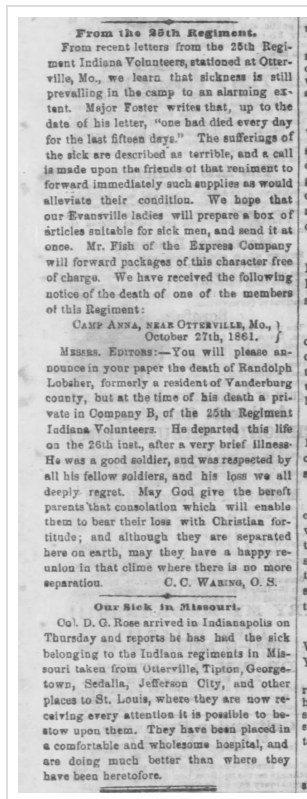 From the 25th Regiment.
From recent letters from the 25th Regi-
ment Indiana Volunteers, stationed at Otter-
ville, Mo., we learn that sickness is still
prevailing in the camp to an alarming ex-
tent. Major Foster writes that, up to the
date of his letter, "one had died every day
for the last fifteen days." The sufferings of
the sick are described as terrible, and a call
is made upon the friends of that reniment to
forward immediately such supplies as would
alleviate their condition. We hope that
our Evansville ladies will prepare a box of
articles suitable for sick men, and send it at
once. Mr. Fish of the Express Company
will forward packages of this character free
of charge. We have received the following
notice of the death of one of the members
of this Regiment:
CAMP ANNA, NEAR OTTERVILLE, MO., }
October 27th, 1861. }
MESSRS. EDITORS:—You will please an-
nounce in your paper the death of Randolph
Lobsher, formerly a resident of Vanderburg
county, but at the time of his death a pri-
vate in Company B, of the 25th Regiment
Indiana Volunteers. He departed this life
on the 26th inst., after a very brief illness.
He was a good soldier, and was respected by
all his fellow soldiers, and his loss we all
deeply regret. May God give the bereft
parents that consolation which will enable
them to bear their loss with Christian for-
titude; and although they are separated
here on earth, may they have a happy re-
union in that clime where there is no more
separation. C. C. WARING, O. S.
Our Sick in Missouri.
Col. D. G. Rose arrived in Indianapolis on
Thursday and reports he has had the sick
belonging to the Indiana regiments in Mis-
souri taken from Otterville, Tipton, George-
town, Sedalia, Jefferson City, and other
places to St. Louis, where they are now re-
ceiving every attention it is possible to be-
stow upon them. They have been placed in
a comfortable and wholesome hospital, and
are doing much better than where they
have been heretofore.